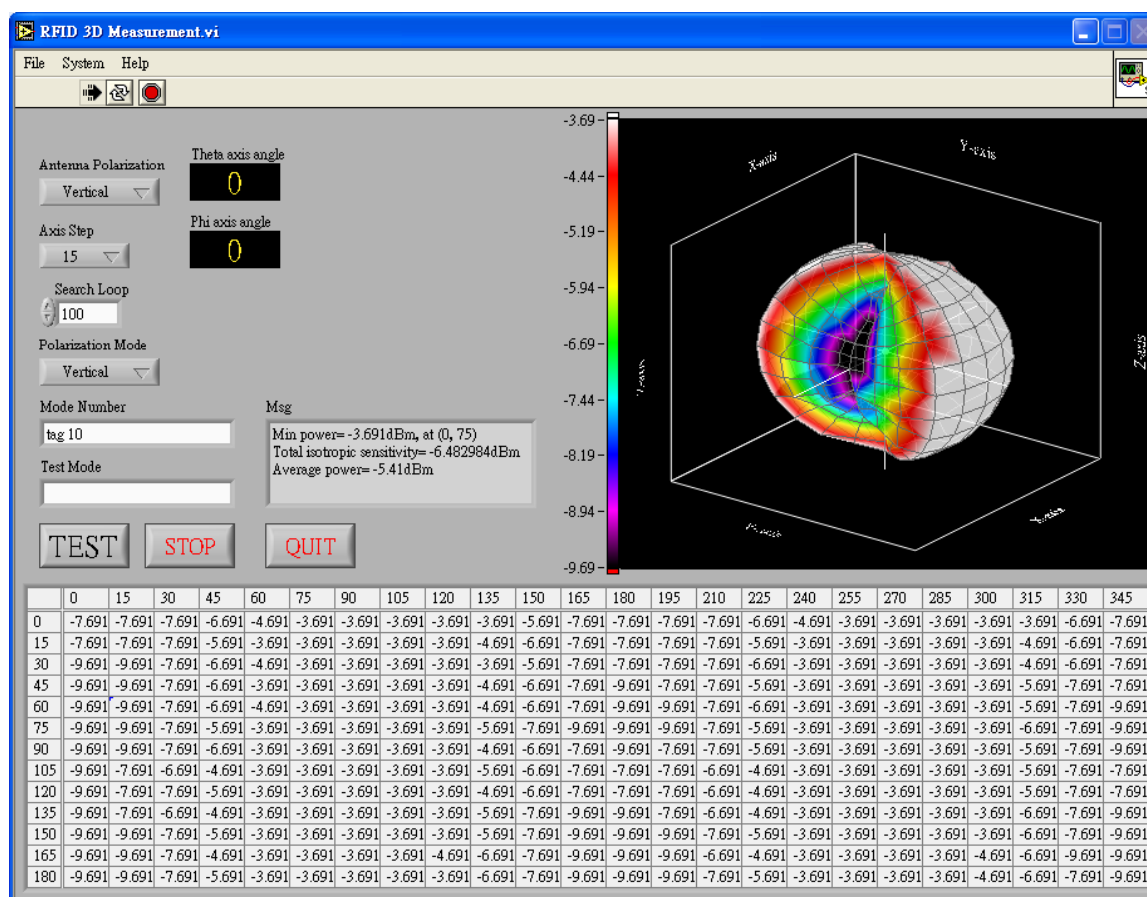 RFID 3D Measurement.vi
File System Help
Antenna Polarization
Vertical
Theta axis angle
0
Axis Step
15
Phi axis angle
0
Search Loop
100
Polarization Mode
Vertical
Mode Number
tag 10
Test Mode
Msg
Min power= -3.691dBm, at (0, 75)
Total isotropic sensitivity= -6.482984dBm
Average power= -5.41dBm
TEST STOP QUIT
-3.69
-4.44
-5.19
-5.94
-6.69
-7.44
-8.19
-8.94
-9.69
X-axis
Y-axis
Z-axis
0 15 30 45 60 75 90 105 120 135 150 165 180 195 210 225 240 255 270 285 300 315 330 345
0 -7.691 -7.691 -7.691 -6.691 -4.691 -3.691 -3.691 -3.691 -3.691 -3.691 -5.691 -7.691 -7.691 -7.691 -7.691 -6.691 -4.691 -3.691 -3.691 -3.691 -3.691 -3.691 -6.691 -7.691
15 -7.691 -7.691 -7.691 -5.691 -3.691 -3.691 -3.691 -3.691 -3.691 -4.691 -6.691 -7.691 -7.691 -7.691 -7.691 -5.691 -3.691 -3.691 -3.691 -3.691 -3.691 -4.691 -6.691 -7.691
30 -9.691 -9.691 -7.691 -6.691 -4.691 -3.691 -3.691 -3.691 -3.691 -3.691 -5.691 -7.691 -7.691 -7.691 -7.691 -5.691 -3.691 -3.691 -3.691 -3.691 -3.691 -4.691 -6.691 -7.691
45 -9.691 -9.691 -7.691 -6.691 -3.691 -3.691 -3.691 -3.691 -3.691 -4.691 -6.691 -7.691 -9.691 -7.691 -7.691 -5.691 -3.691 -3.691 -3.691 -3.691 -3.691 -5.691 -7.691 -7.691
60 -9.691 -9.691 -7.691 -6.691 -4.691 -3.691 -3.691 -3.691 -3.691 -4.691 -6.691 -7.691 -9.691 -9.691 -7.691 -5.691 -3.691 -3.691 -3.691 -3.691 -3.691 -5.691 -7.691 -9.691
75 -9.691 -9.691 -7.691 -5.691 -3.691 -3.691 -3.691 -3.691 -3.691 -5.691 -7.691 -9.691 -9.691 -9.691 -7.691 -5.691 -3.691 -3.691 -3.691 -3.691 -3.691 -6.691 -7.691 -9.691
90 -9.691 -9.691 -7.691 -6.691 -3.691 -3.691 -3.691 -3.691 -3.691 -4.691 -6.691 -7.691 -9.691 -7.691 -7.691 -5.691 -3.691 -3.691 -3.691 -3.691 -3.691 -5.691 -7.691 -9.691
105 -9.691 -7.691 -6.691 -4.691 -3.691 -3.691 -3.691 -3.691 -3.691 -5.691 -6.691 -7.691 -7.691 -7.691 -6.691 -4.691 -3.691 -3.691 -3.691 -3.691 -3.691 -5.691 -7.691 -7.691
120 -9.691 -7.691 -7.691 -5.691 -3.691 -3.691 -3.691 -3.691 -3.691 -4.691 -6.691 -7.691 -9.691 -7.691 -6.691 -5.691 -3.691 -3.691 -3.691 -3.691 -3.691 -5.691 -7.691 -9.691
135 -9.691 -7.691 -6.691 -4.691 -3.691 -3.691 -3.691 -3.691 -3.691 -5.691 -7.691 -9.691 -9.691 -7.691 -6.691 -4.691 -3.691 -3.691 -3.691 -3.691 -3.691 -6.691 -7.691 -9.691
150 -9.691 -9.691 -7.691 -5.691 -3.691 -3.691 -3.691 -3.691 -3.691 -5.691 -7.691 -9.691 -9.691 -9.691 -7.691 -5.691 -3.691 -3.691 -3.691 -3.691 -3.691 -6.691 -7.691 -9.691
165 -9.691 -9.691 -7.691 -4.691 -3.691 -3.691 -3.691 -3.691 -4.691 -6.691 -7.691 -9.691 -9.691 -9.691 -6.691 -4.691 -3.691 -3.691 -3.691 -3.691 -4.691 -6.691 -9.691 -9.691
180 -9.691 -9.691 -7.691 -5.691 -3.691 -3.691 -3.691 -3.691 -3.691 -6.691 -7.691 -9.691 -9.691 -9.691 -7.691 -5.691 -3.691 -3.691 -3.691 -3.691 -4.691 -6.691 -7.691 -9.691